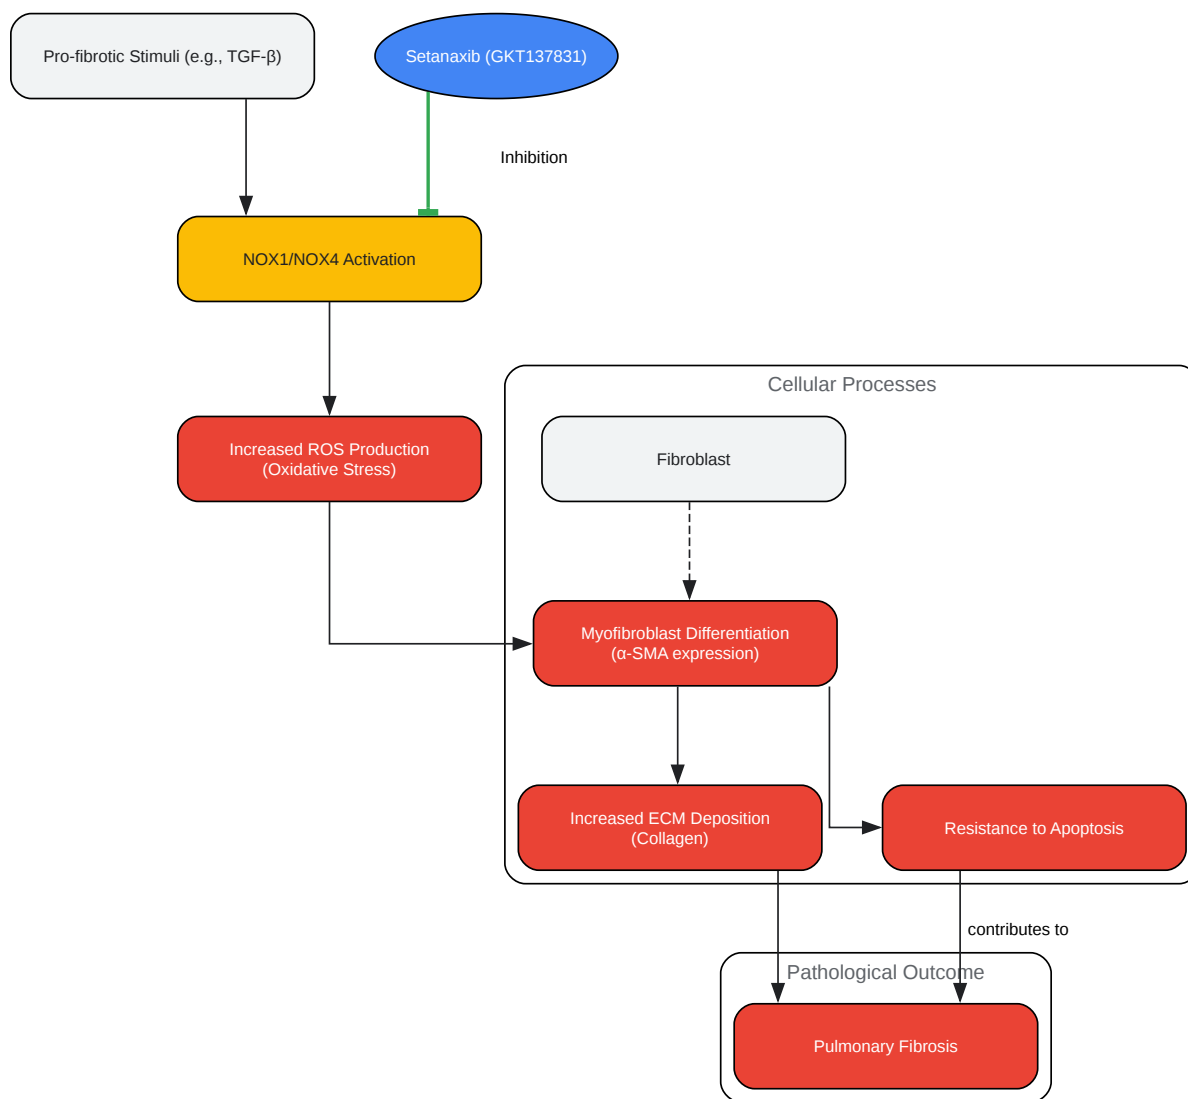 Pro-fibrotic Stimuli (e.g., TGF-β)
Setanaxib (GKT137831)
Inhibition
NOX1/NOX4 Activation
Cellular Processes
Increased ROS Production
(Oxidative Stress)
Fibroblast
Myofibroblast Differentiation
(α-SMA expression)
Increased ECM Deposition
(Collagen)
Resistance to Apoptosis
contributes to
Pathological Outcome
Pulmonary Fibrosis